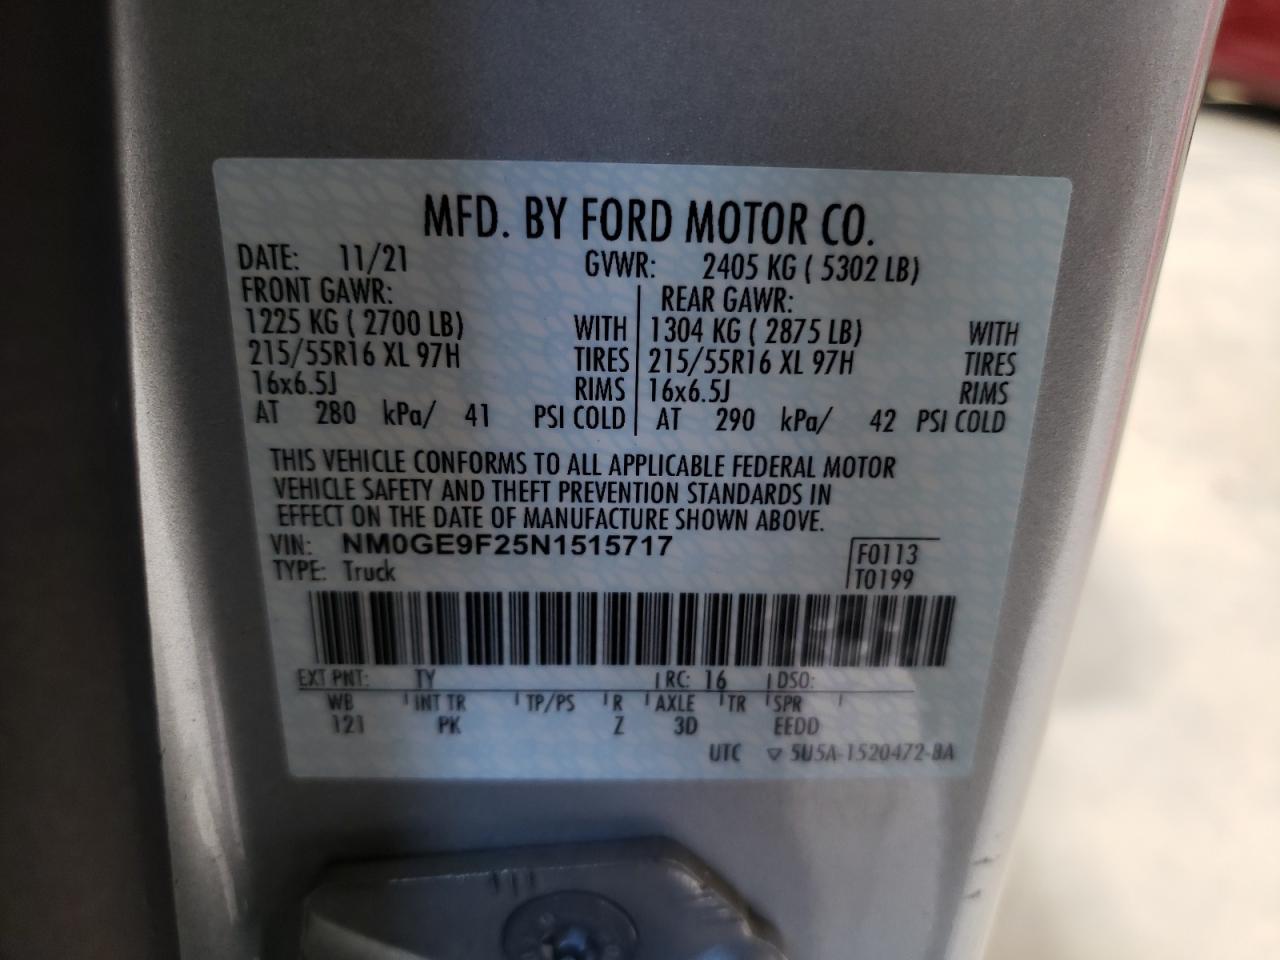 MFD. BY FORD MOTOR CO.
DATE: 11/21 GVWR: 2405 KG ( 5302 LB)
FRONT GAWR: REAR GAWR:
1225 KG ( 2700 LB) WITH 1304 KG ( 2875 LB) WITH
215/55R16 XL 97H TIRES 215/55R16 XL 97H TIRES
16x6.5J RIMS 16x6.5J RIMS
AT 280 kPa/ 41 PSI COLD AT 290 kPa/ 42 PSI COLD
THIS VEHICLE CONFORMS TO ALL APPLICABLE FEDERAL MOTOR
VEHICLE SAFETY AND THEFT PREVENTION STANDARDS IN
EFFECT ON THE DATE OF MANUFACTURE SHOWN ABOVE.
VIN: NM0GE9F25N1515717 F0113
TYPE: Truck T0199
EXT PNT: TY RC: 16 DSO:
WB INT TR TP/PS R AXLE TR SPR
121 PK Z 3D EEDD
UTC ▽ 5U5A-1520472-BA